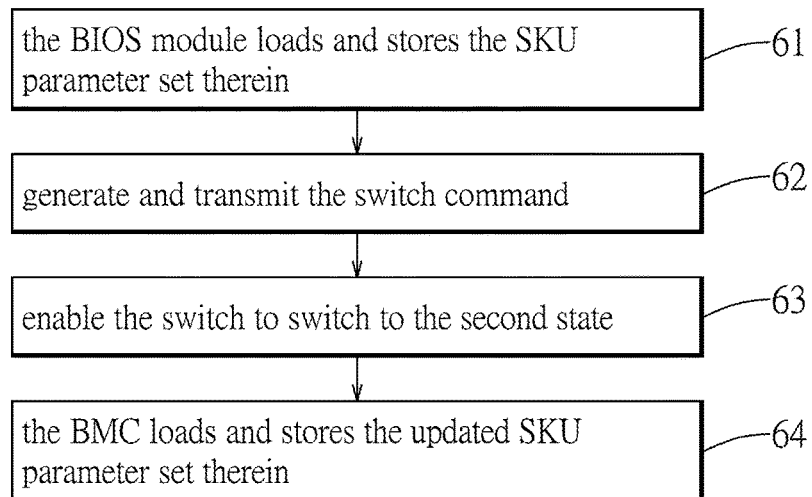 the BIOS module loads and stores the SKU
parameter set therein
61
generate and transmit the switch command
62
enable the switch to switch to the second state
63
the BMC loads and stores the updated SKU
parameter set therein
64